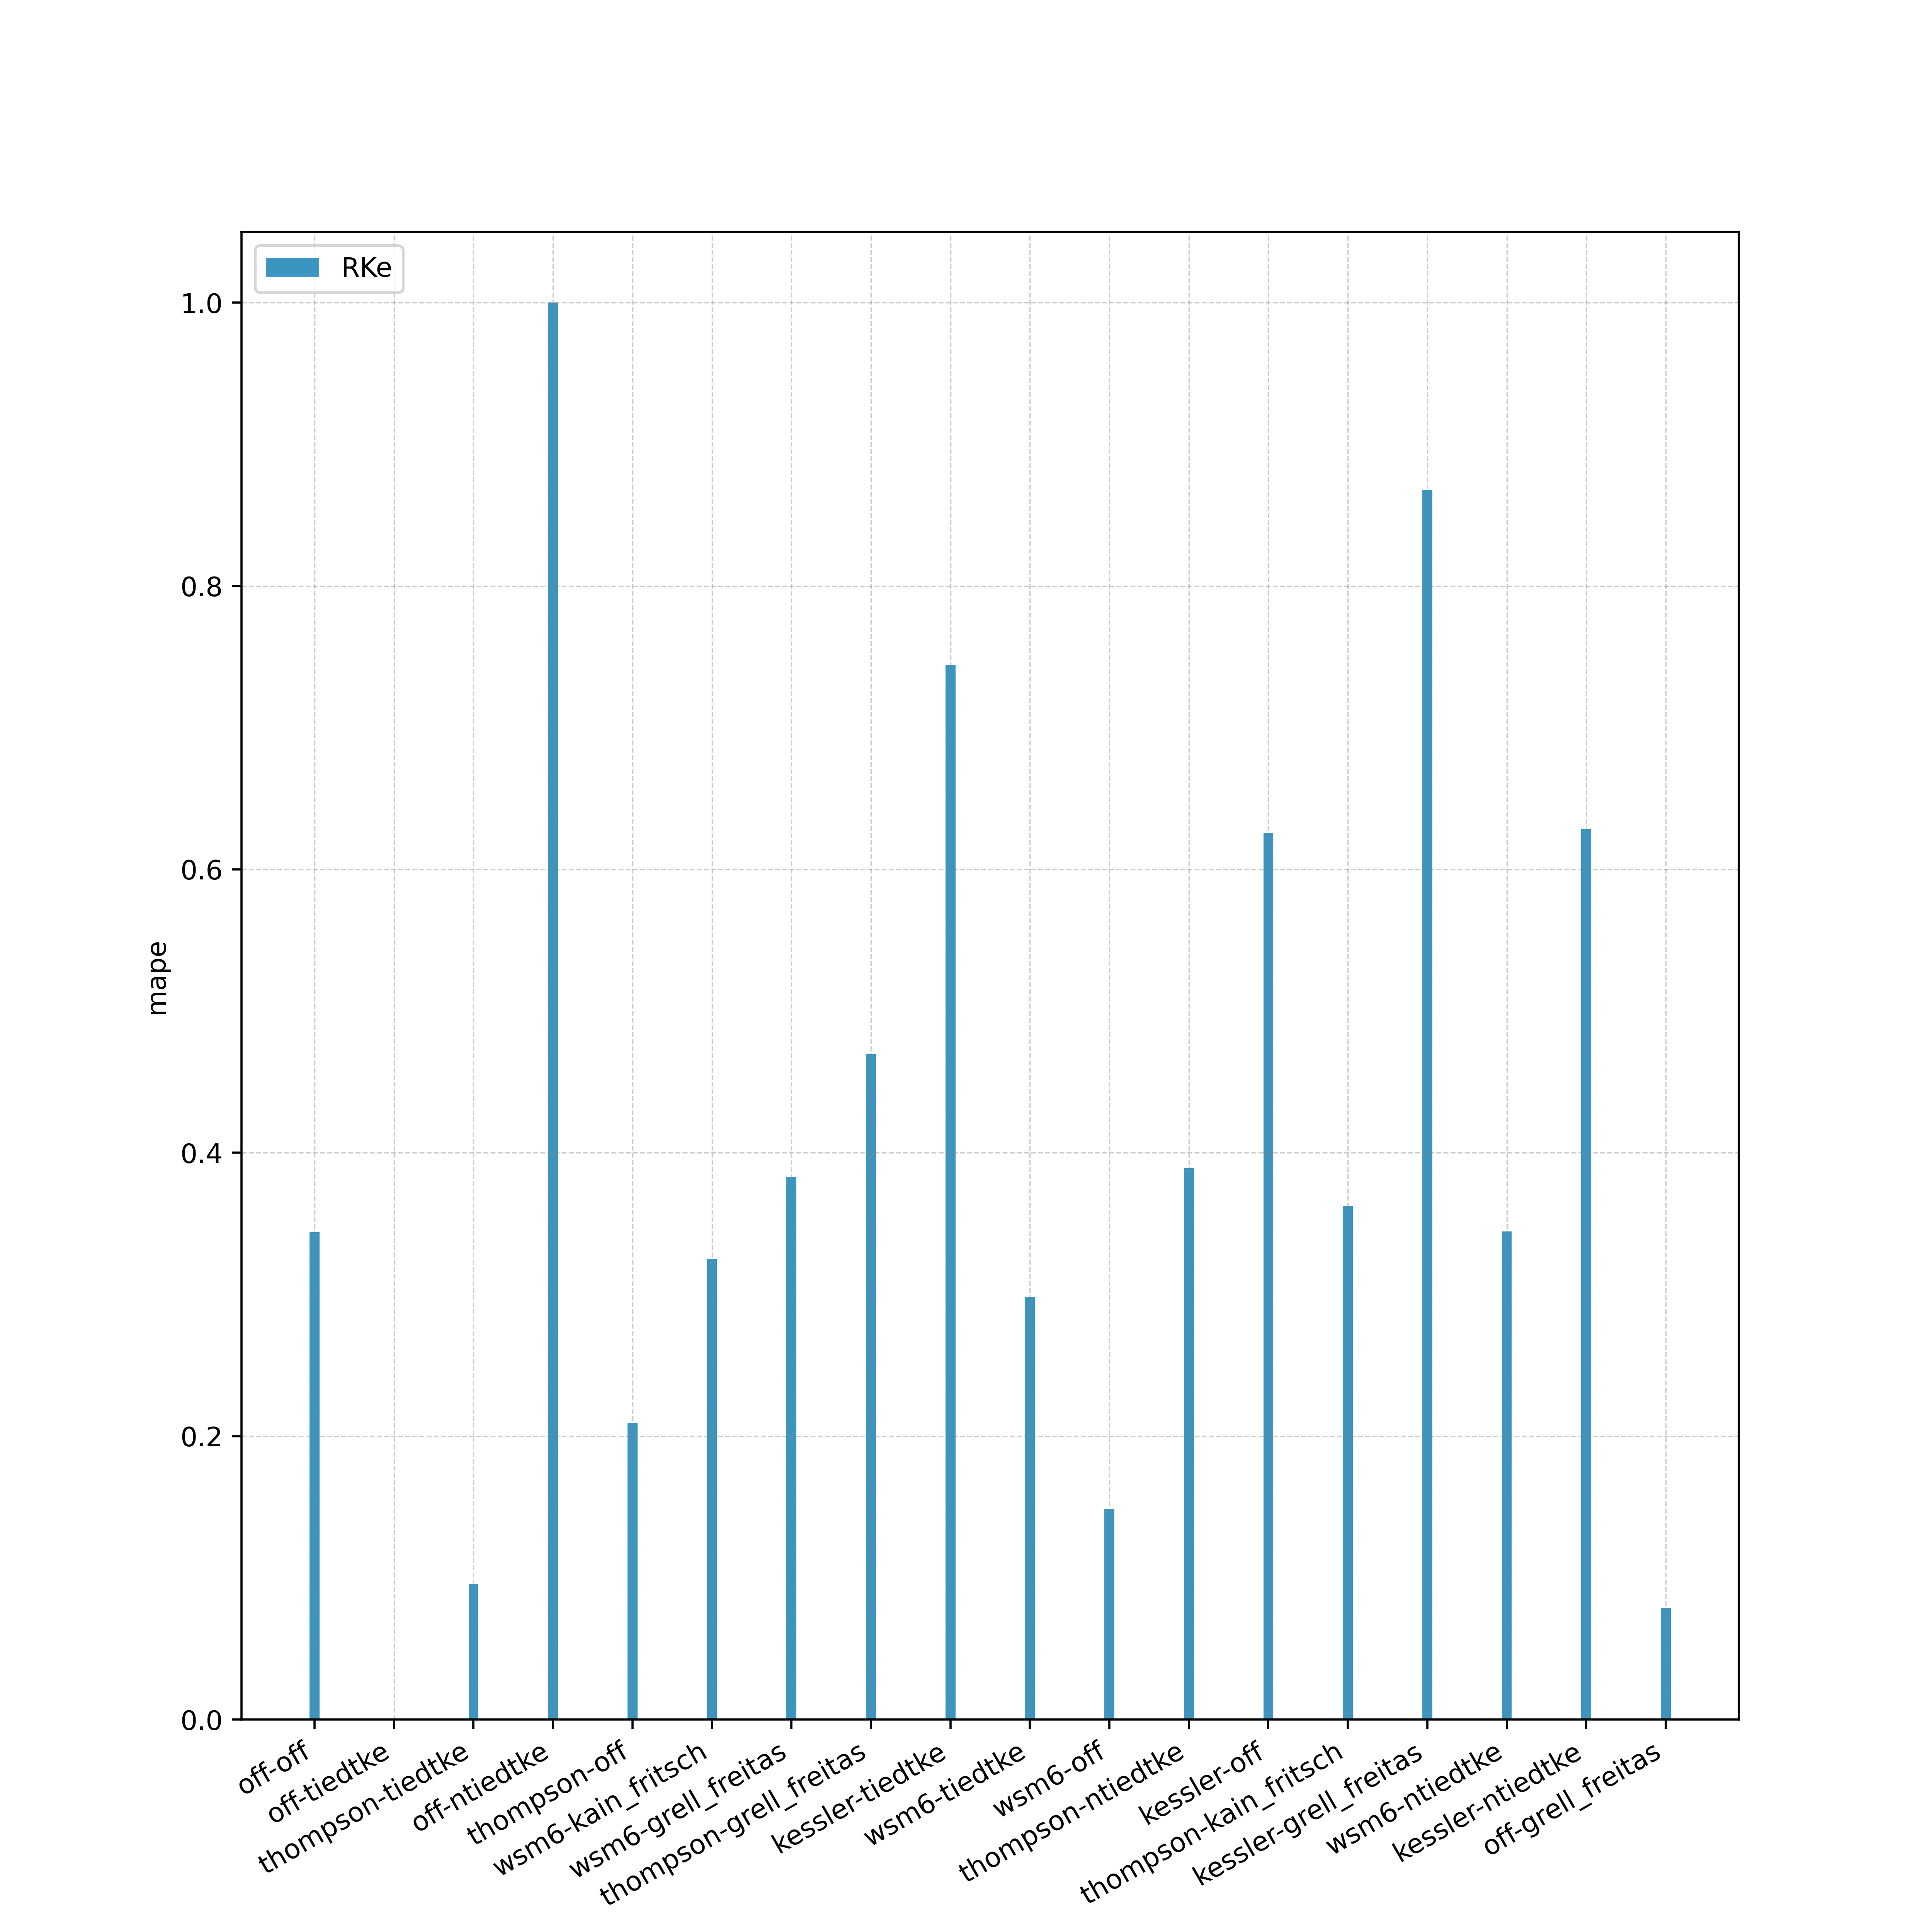 RKe
1.0
0.8
0.6
0.4
0.2
0.0
mape
off-off
off-tiedtke
thompson-tiedtke
off-ntiedtke
thompson-off
wsm6-kain_fritsch
wsm6-grell_freitas
thompson-grell_freitas
kessler-tiedtke
wsm6-tiedtke
wsm6-off
thompson-ntiedtke
kessler-off
thompson-kain_fritsch
kessler-grell_freitas
wsm6-ntiedtke
kessler-ntiedtke
off-grell_freitas